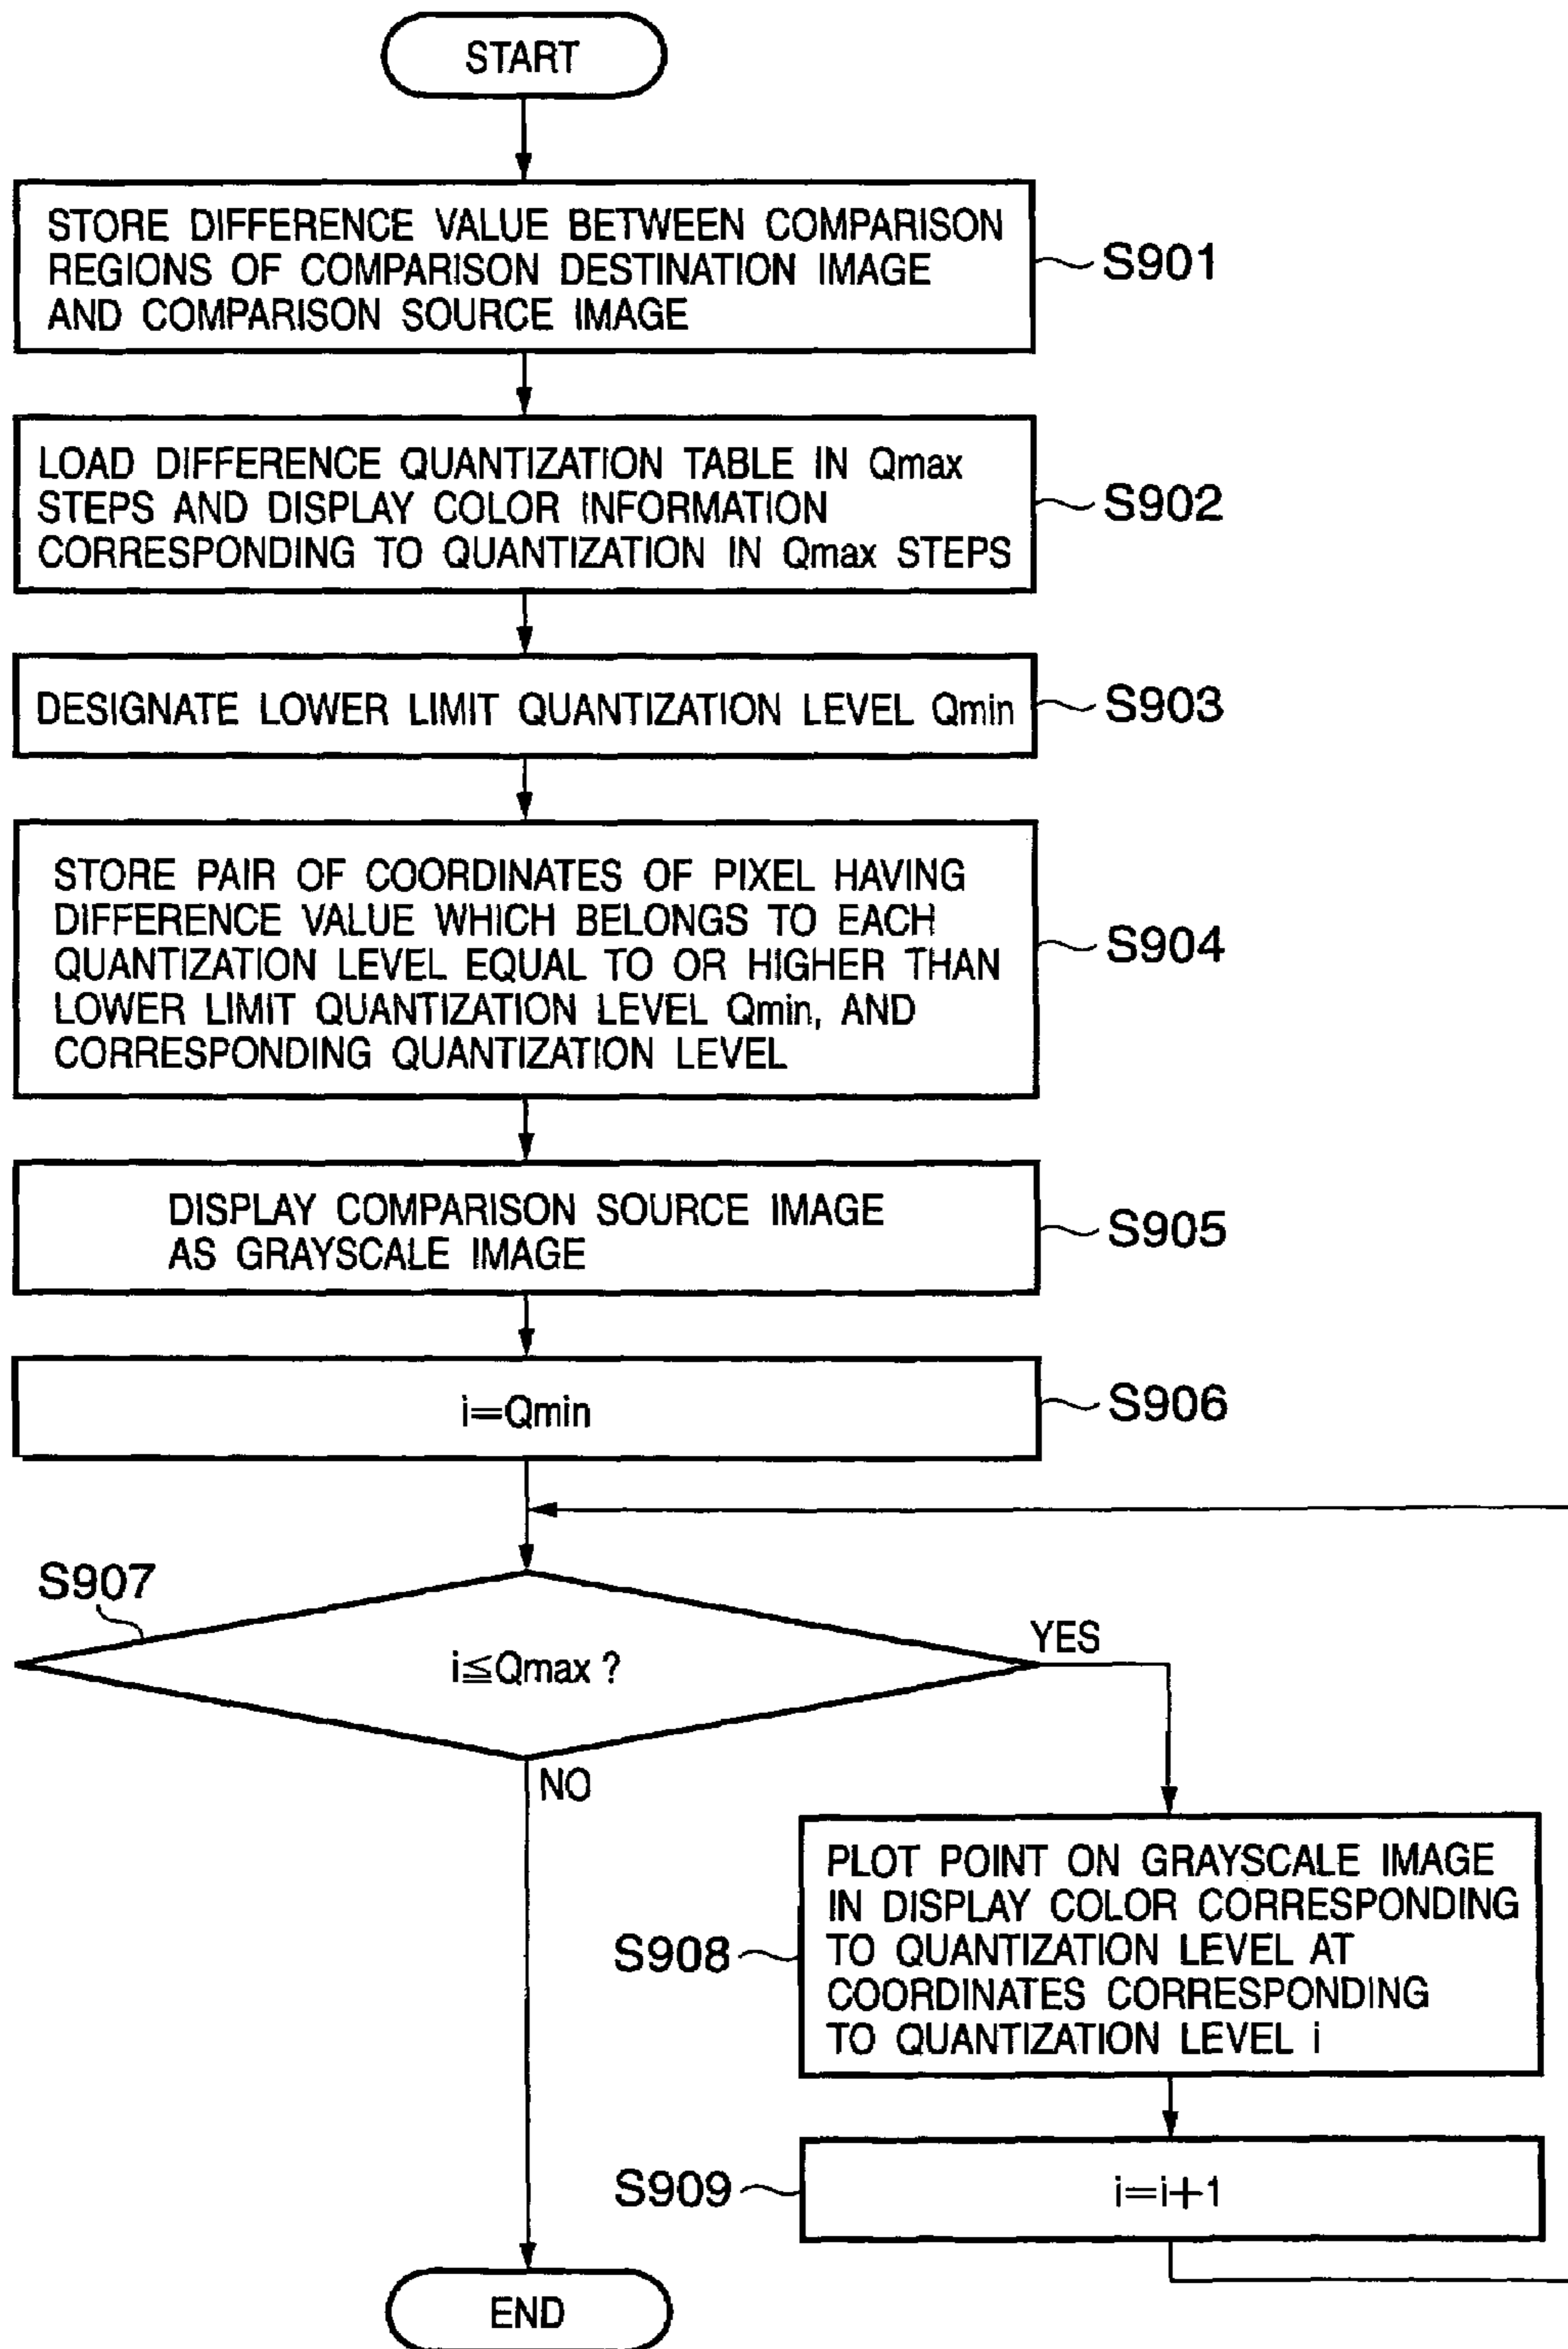 START
STORE DIFFERENCE VALUE BETWEEN COMPARISON
REGIONS OF COMPARISON DESTINATION IMAGE
AND COMPARISON SOURCE IMAGE
S901
LOAD DIFFERENCE QUANTIZATION TABLE IN Qmax
STEPS AND DISPLAY COLOR INFORMATION
CORRESPONDING TO QUANTIZATION IN Qmax STEPS
S902
DESIGNATE LOWER LIMIT QUANTIZATION LEVEL Qmin
S903
STORE PAIR OF COORDINATES OF PIXEL HAVING
DIFFERENCE VALUE WHICH BELONGS TO EACH
QUANTIZATION LEVEL EQUAL TO OR HIGHER THAN
LOWER LIMIT QUANTIZATION LEVEL Qmin, AND
CORRESPONDING QUANTIZATION LEVEL
S904
DISPLAY COMPARISON SOURCE IMAGE
AS GRAYSCALE IMAGE
S905
i=Qmin
S906
S907
i≦Qmax ?
YES
NO
PLOT POINT ON GRAYSCALE IMAGE
IN DISPLAY COLOR CORRESPONDING
TO QUANTIZATION LEVEL AT
COORDINATES CORRESPONDING
TO QUANTIZATION LEVEL i
S908
i=i+1
S909
END